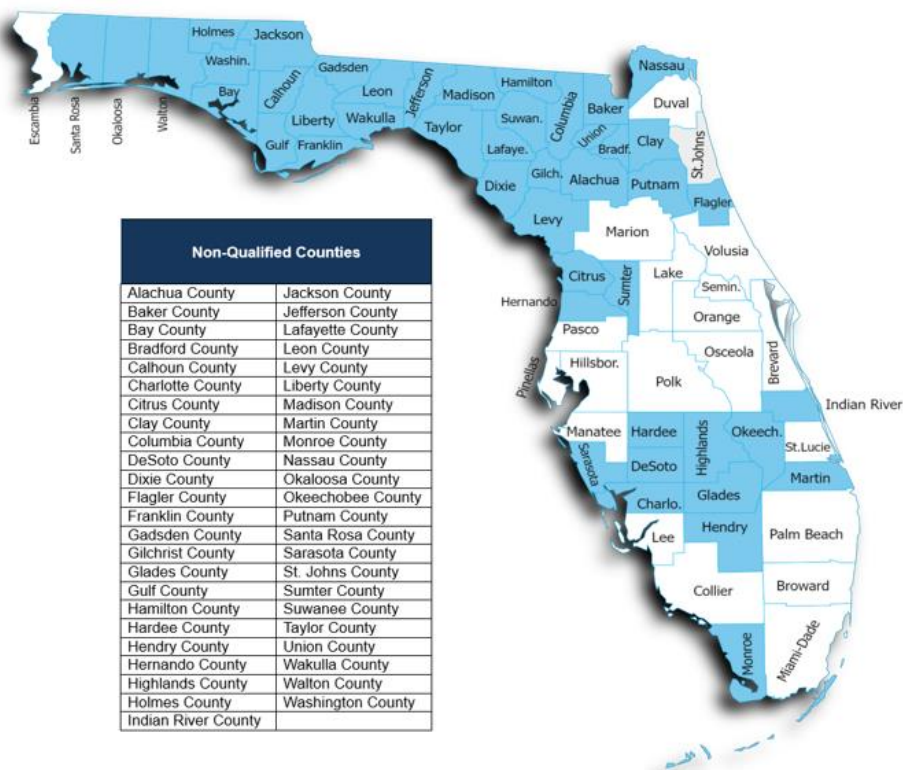 Holmes
Jackson
Washin.
Bay
Calhoun
Gadsden
Leon
Liberty
Wakulla
Gulf
Franklin
Jefferson
Madison
Taylor
Hamilton
Suwan.
Lafaye.
Columbia
Baker
Union
Bradf.
Nassau
Duval
Clay
St.Johns
Escambia
Santa Rosa
Okaloosa
Walton
Dixie
Gilch.
Alachua
Putnam
Flagler
Levy
Marion
Volusia
Citrus
Sumter
Lake
Semin.
Hernando
Orange
Pasco
Osceola
Brevard
Pinellas
Hillsbor.
Polk
Indian River
Manatee
Hardee
Highlands
Okeech.
St.Lucie
Sarasota
DeSoto
Martin
Charlo.
Glades
Lee
Hendry
Palm Beach
Collier
Broward
Monroe
Miami-Dade
Non-Qualified Counties
Alachua County Jackson County
Baker County Jefferson County
Bay County Lafayette County
Bradford County Leon County
Calhoun County Levy County
Charlotte County Liberty County
Citrus County Madison County
Clay County Martin County
Columbia County Monroe County
DeSoto County Nassau County
Dixie County Okaloosa County
Flagler County Okeechobee County
Franklin County Putnam County
Gadsden County Santa Rosa County
Gilchrist County Sarasota County
Glades County St. Johns County
Gulf County Sumter County
Hamilton County Suwanee County
Hardee County Taylor County
Hendry County Union County
Hernando County Wakulla County
Highlands County Walton County
Holmes County Washington County
Indian River County